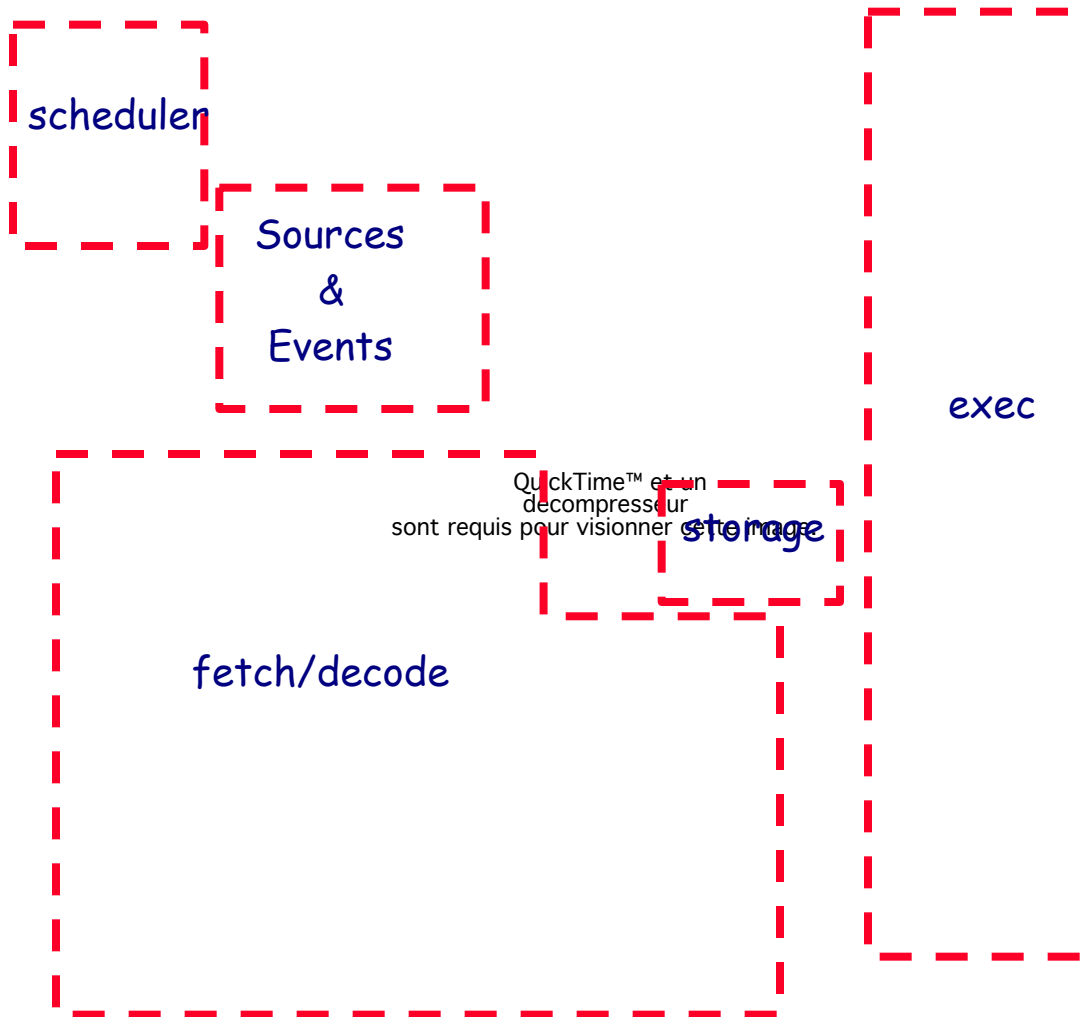 scheduler
Sources
&
Events
exec
QuickTime™ et un
décompresseur
sont requis pour visionner cette image.
storage
fetch/decode